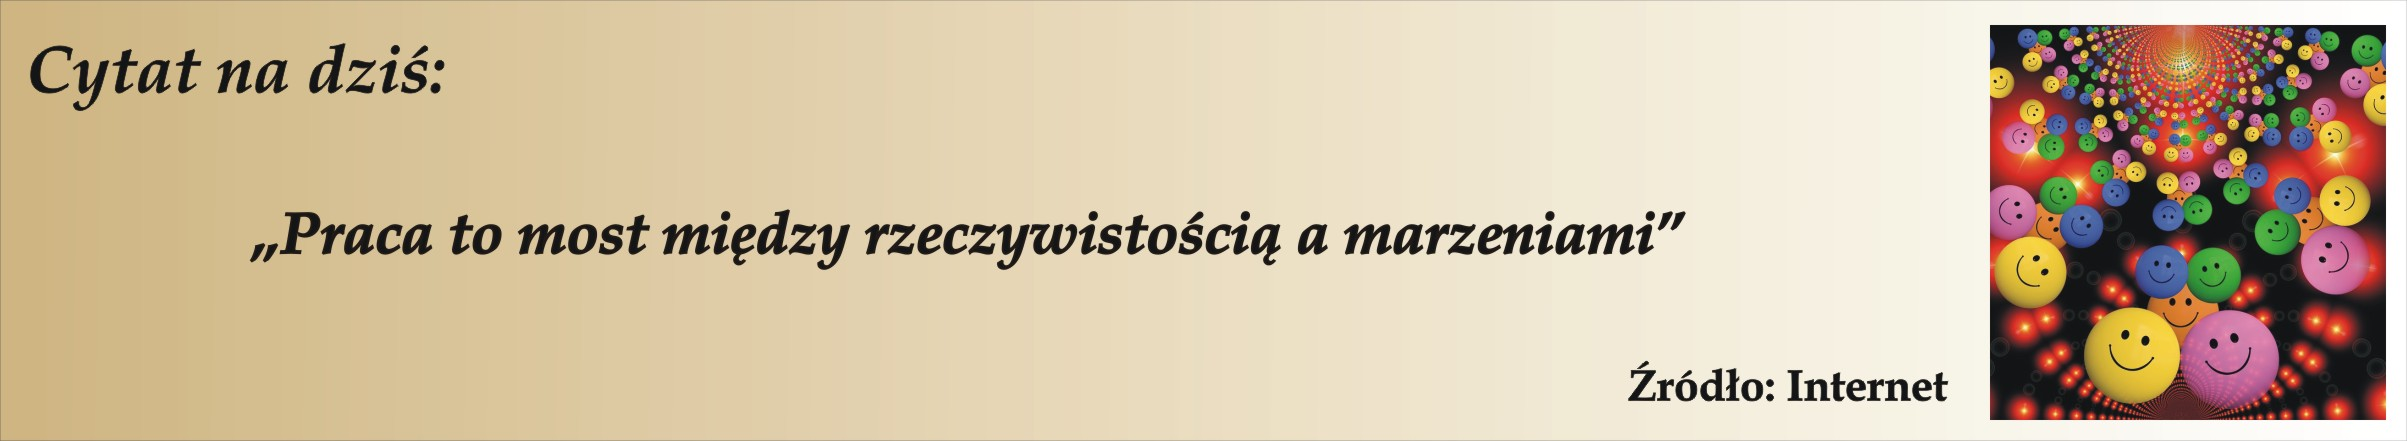 Cytat na dziś:
„Praca to most między rzeczywistością a marzeniami”
Źródło: Internet